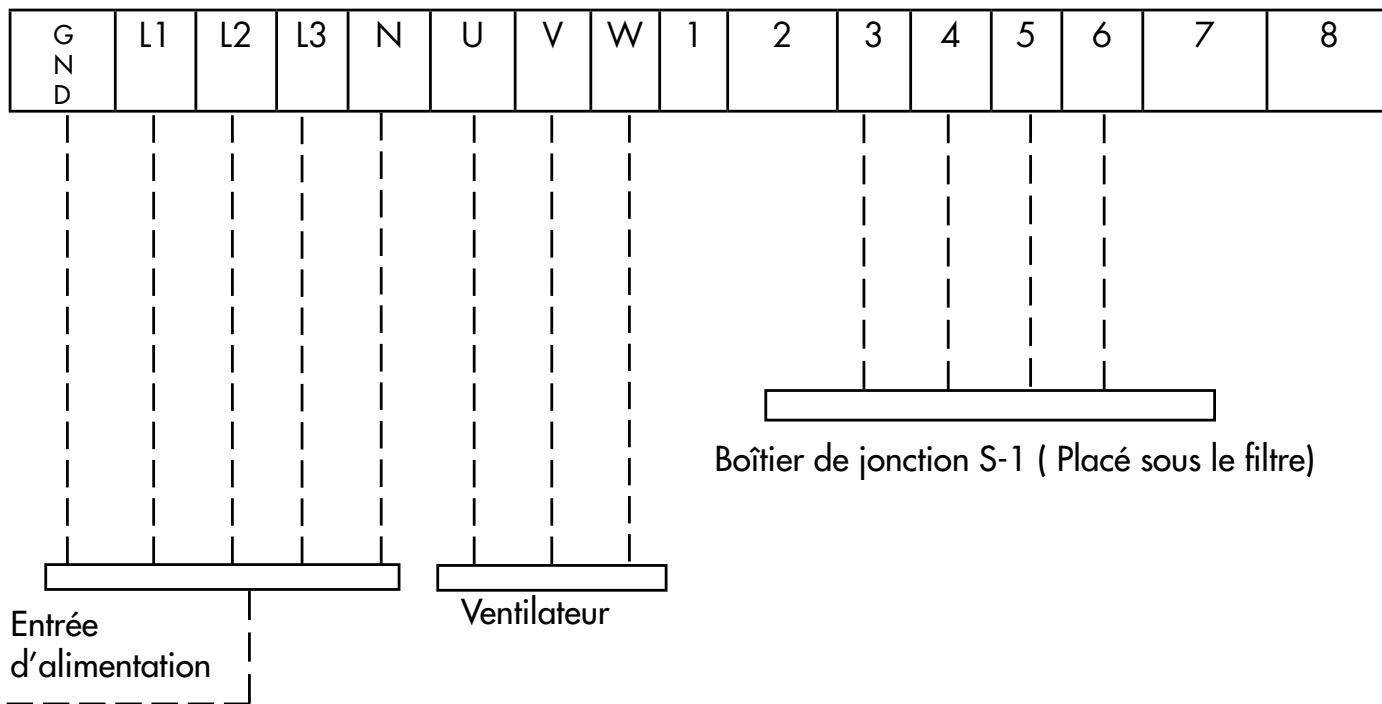 GND L1 L2 L3 N U V W 1 2 3 4 5 6 7 8
Boîtier de jonction S-1 ( Placé sous le filtre)
Ventilateur
Entrée
d'alimentation